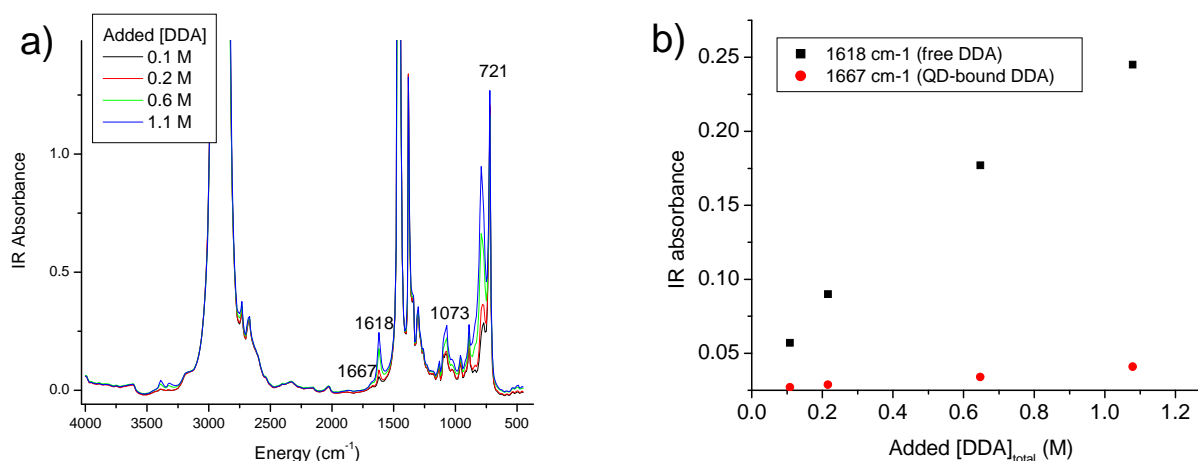 a)
Added [DDA]
0.1 M
0.2 M
0.6 M
1.1 M
721
1618
1073
1667
1.0
0.5
0.0
4000 3500 3000 2500 2000 1500 1000 500
IR Absorbance
Energy (cm-1)
b)
1618 cm-1 (free DDA)
1667 cm-1 (QD-bound DDA)
0.25
0.20
0.15
0.10
0.05
0.0 0.2 0.4 0.6 0.8 1.0 1.2
IR absorbance
Added [DDA]total (M)